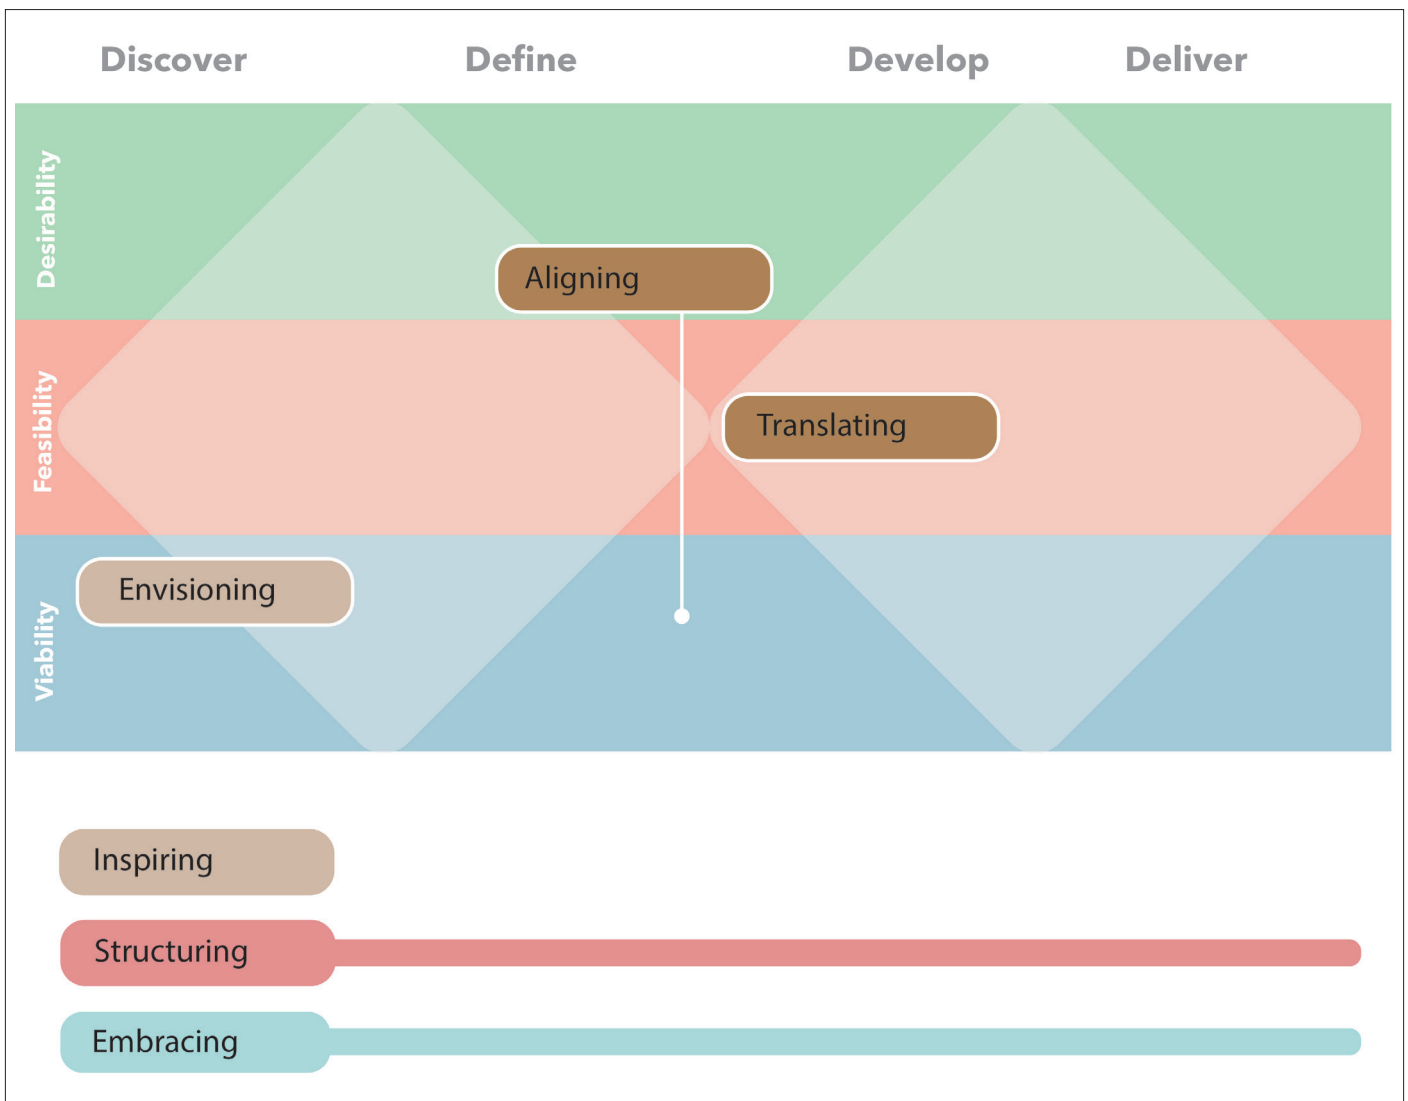 Discover
Define
Develop
Deliver
Desirability
Aligning
Feasibility
Translating
Viability
Envisioning
Inspiring
Structuring
Embracing